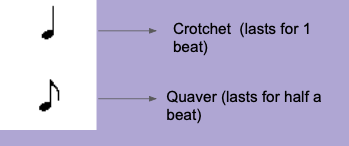 Crotchet  (lasts for 1
beat)
Quaver (lasts for half a
beat)